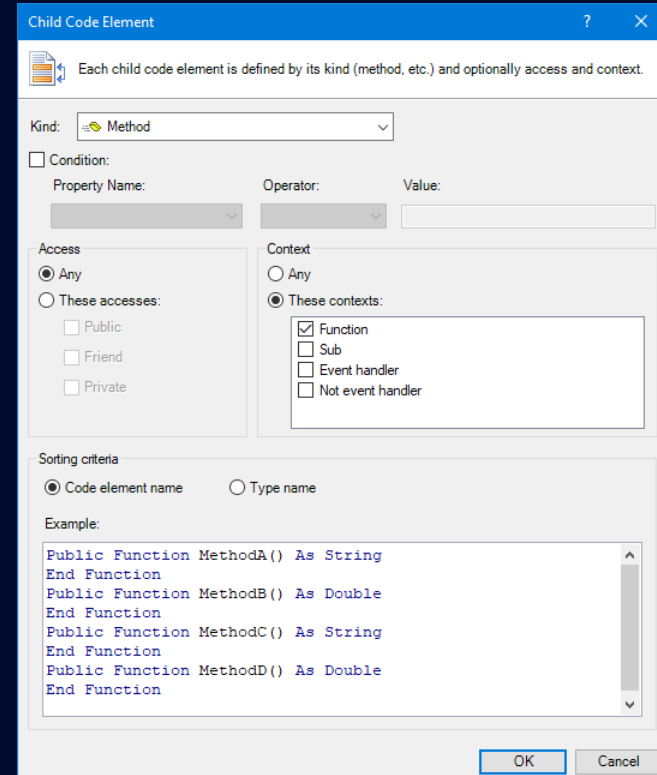 Child Code Element ?
Each child code element is defined by its kind (method, etc.) and optionally access and context.
Kind: Method
Condition:
Property Name: Operator: Value:
Access
Any
These accesses:
Public
Friend
Private
Context
Any
These contexts:
Function
Sub
Event handler
Not event handler
Sorting criteria
Code element name Type name
Example:
Public Function MethodA() As String
End Function
Public Function MethodB() As Double
End Function
Public Function MethodC() As String
End Function
Public Function MethodD() As Double
End Function
OK Cancel